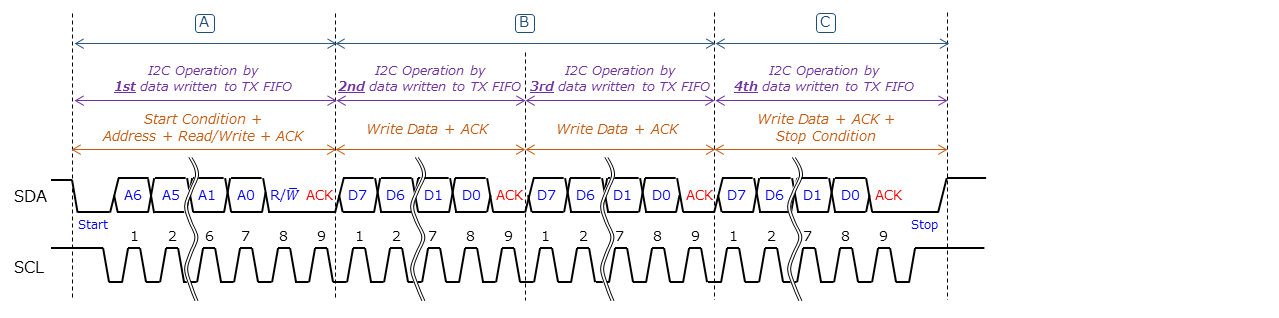 A B C
I2C Operation by I2C Operation by I2C Operation by I2C Operation by
1st data written to TX FIFO 2nd data written to TX FIFO 3rd data written to TX FIFO 4th data written to TX FIFO
Start Condition + Write Data + ACK +
Address + Read/Write + ACK Write Data + ACK Write Data + ACK Stop Condition
SDA A6 A5 A1 A0 R/W̅ ACK D7 D6 D1 D0 ACK D7 D6 D1 D0 ACK D7 D6 D1 D0 ACK
Start Stop
1 2 6 7 8 9 1 2 7 8 9 1 2 7 8 9 1 2 7 8 9
SCL